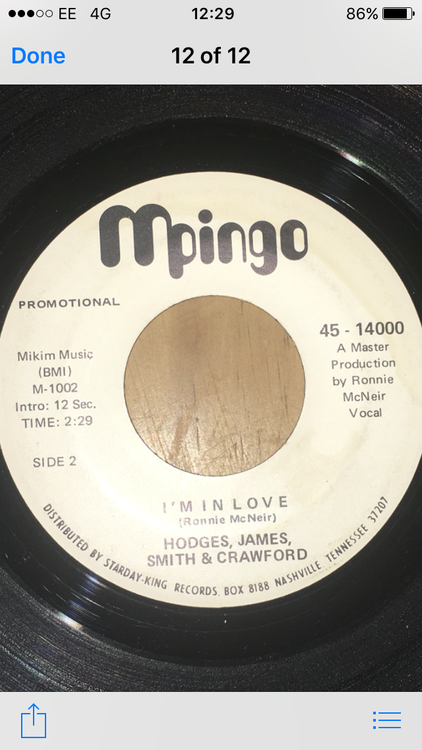 EE 4G 12:29 86%
Done 12 of 12
Mpingo
PROMOTIONAL
45 - 14000
A Master
Production
by Ronnie
McNeir
Vocal
Mikim Music
(BMI)
M-1002
Intro: 12 Sec.
TIME: 2:29
SIDE 2
I'M IN LOVE
(Ronnie McNeir)
HODGES, JAMES,
SMITH & CRAWFORD
DISTRIBUTED BY STARDAY-KING RECORDS, BOX 8188 NASHVILLE, TENNESSEE 37207